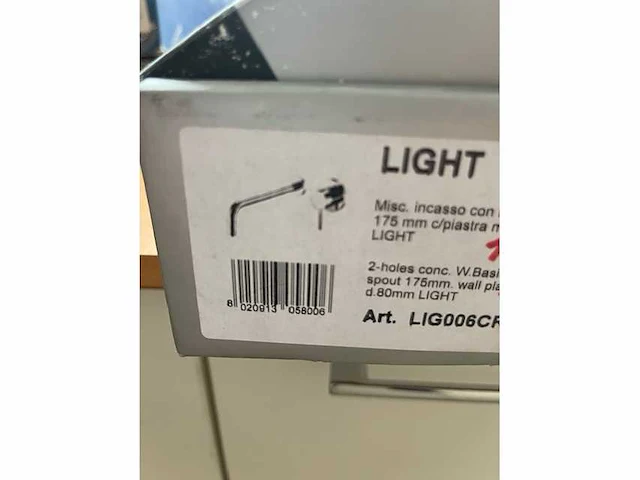 LIGHT
Misc. incasso con
175 mm c/piastra
LIGHT
2-holes conc. W.Basi
spout 175mm. wall pla
d.80mm LIGHT
8 020913 058006
Art. LIG006CR